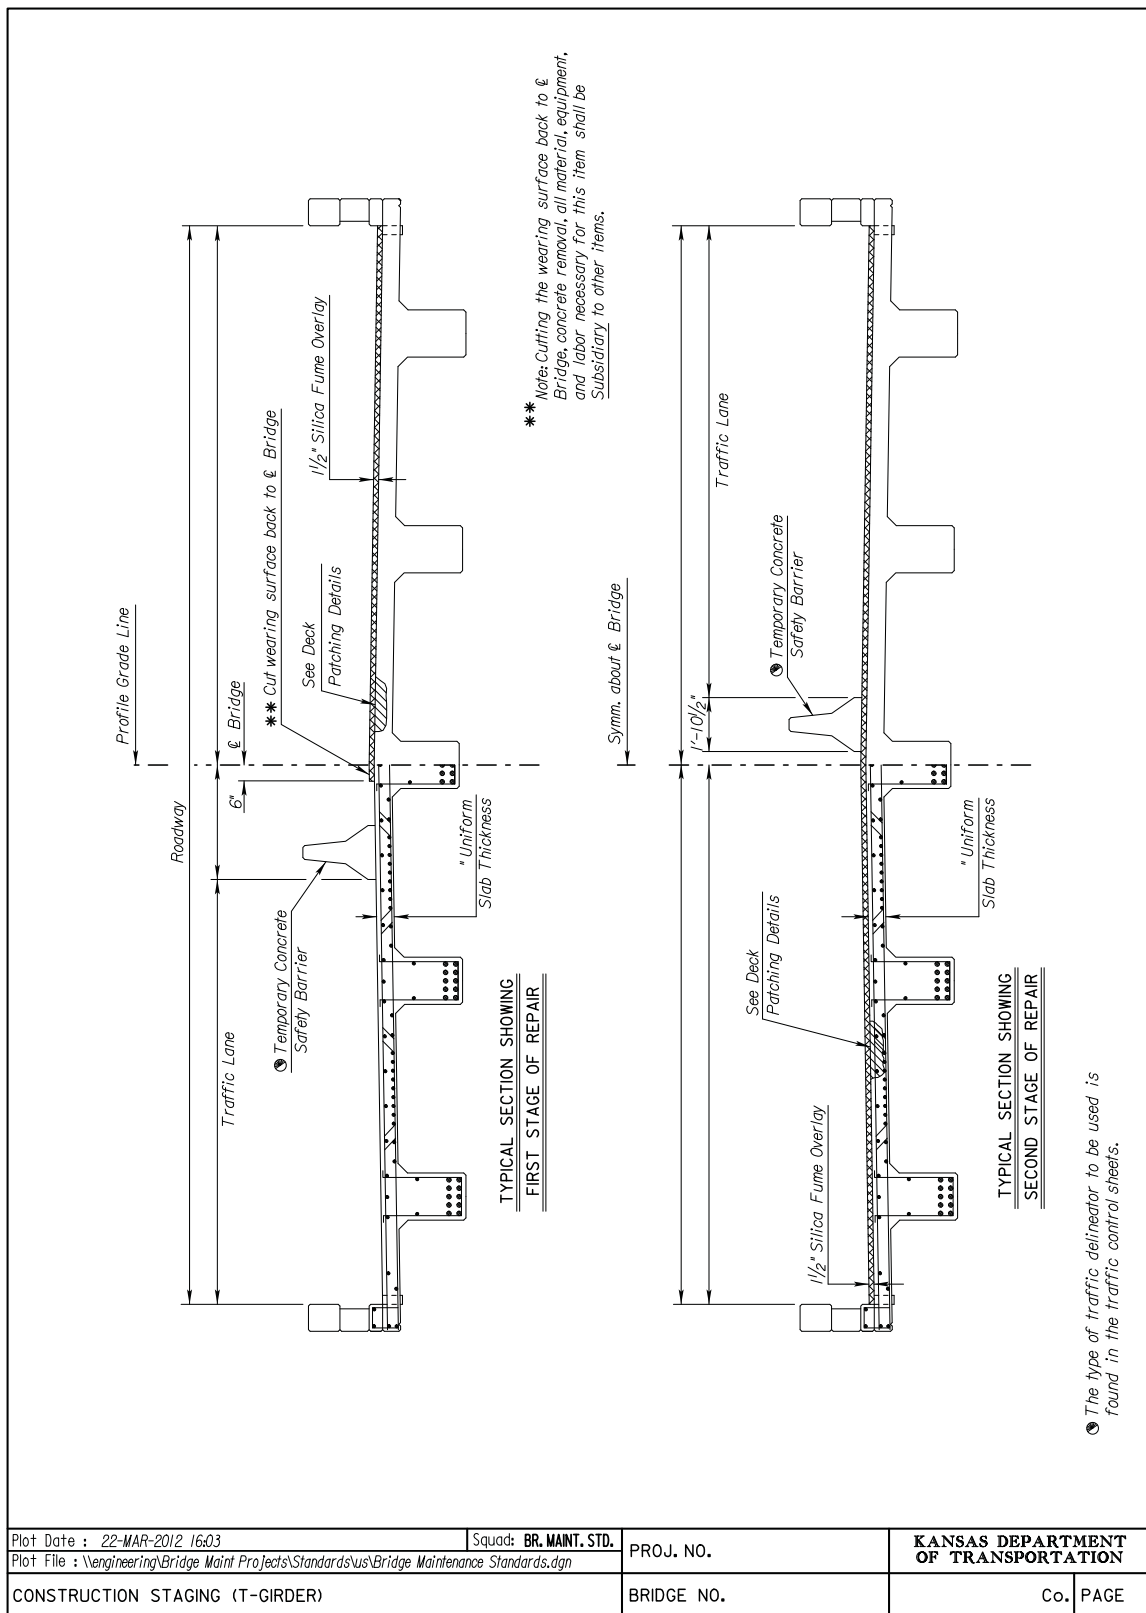 Profile Grade Line
Roadway
Traffic Lane
6"
℄ Bridge
** Cut wearing surface back to ℄ Bridge
1½" Silica Fume Overlay
See Deck
Patching Details
Temporary Concrete
Safety Barrier
" Uniform
Slab Thickness
TYPICAL SECTION SHOWING
FIRST STAGE OF REPAIR
** Note: Cutting the wearing surface back to ℄
Bridge, concrete removal, all material, equipment,
and labor necessary for this item shall be
Subsidiary to other items.
Symm. about ℄ Bridge
1'-10½"
Traffic Lane
Temporary Concrete
Safety Barrier
See Deck
Patching Details
1½" Silica Fume Overlay
" Uniform
Slab Thickness
TYPICAL SECTION SHOWING
SECOND STAGE OF REPAIR
The type of traffic delineator to be used is
found in the traffic control sheets.
Plot Date : 22-MAR-2012 16:03
Squad: BR. MAINT. STD.
Plot File : \\engineering\Bridge Maint Projects\Standards\us\Bridge Maintenance Standards.dgn
CONSTRUCTION STAGING (T-GIRDER)
PROJ. NO.
BRIDGE NO.
KANSAS DEPARTMENT
OF TRANSPORTATION
Co.
PAGE